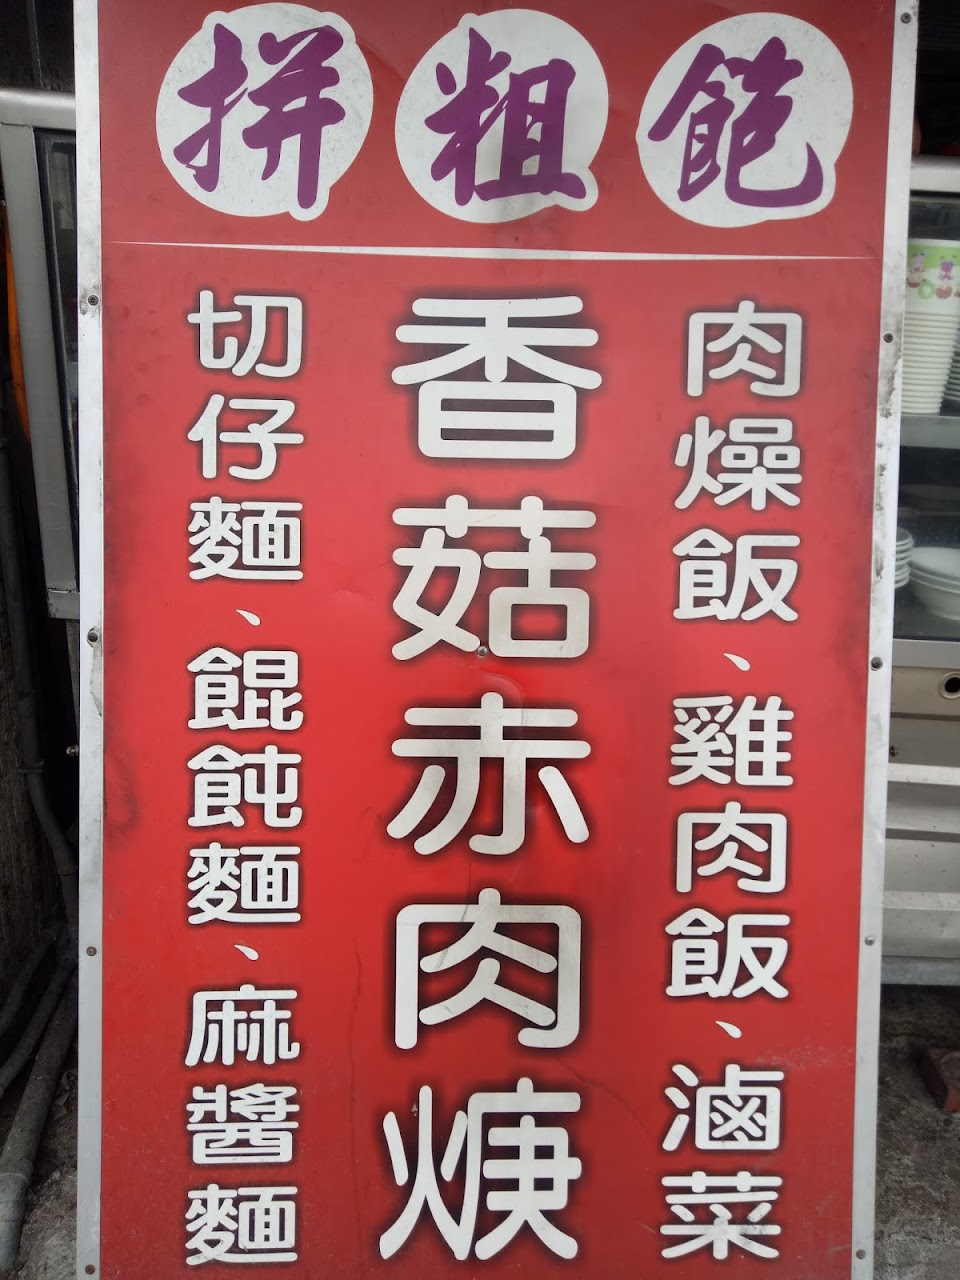 拼粗飽
肉燥飯、雞肉飯、滷菜
香菇赤肉焿
切仔麵、餛飩麵、麻醬麵